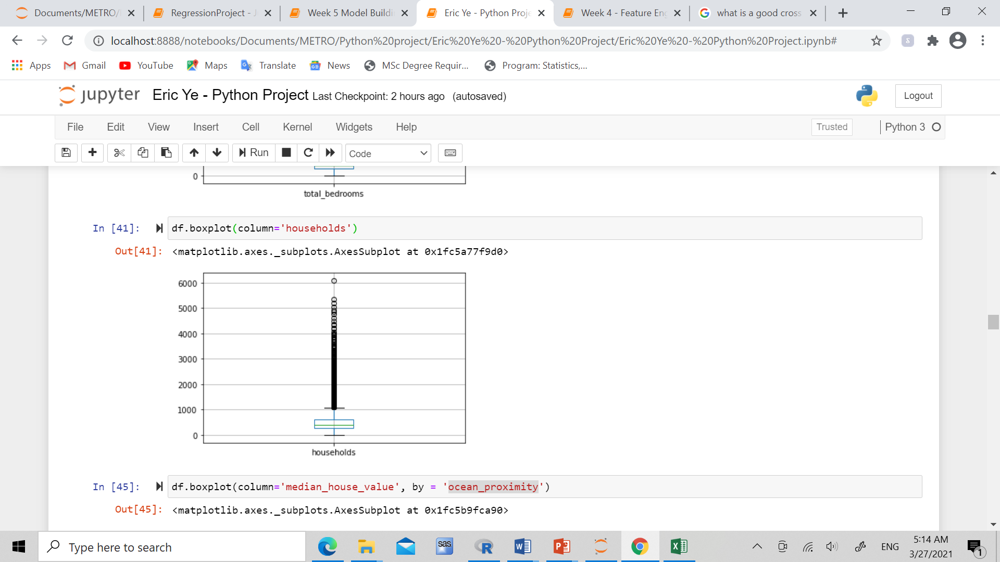 Documents/METRO/
RegressionProject - J
Week 5 Model Buildi
Eric Ye - Python Proje
Week 4 - Feature Eng
what is a good cross
localhost:8888/notebooks/Documents/METRO/Python%20project/Eric%20Ye%20-%20Python%20Project/Eric%20Ye%20-%20Python%20Project.ipynb#
Apps Gmail YouTube Maps Translate News MSc Degree Requir... Program: Statistics,...
jupyter Eric Ye - Python Project Last Checkpoint: 2 hours ago (autosaved) Logout
File Edit View Insert Cell Kernel Widgets Help Trusted Python 3
Run Code
0
total_bedrooms
In [41]: df.boxplot(column='households')
Out[41]: <matplotlib.axes._subplots.AxesSubplot at 0x1fc5a77f9d0>
6000
5000
4000
3000
2000
1000
0
households
In [45]: df.boxplot(column='median_house_value', by = 'ocean_proximity')
Out[45]: <matplotlib.axes._subplots.AxesSubplot at 0x1fc5b9fca90>
Type here to search
sas
R
W
P
X
ENG
5:14 AM
3/27/2021
1